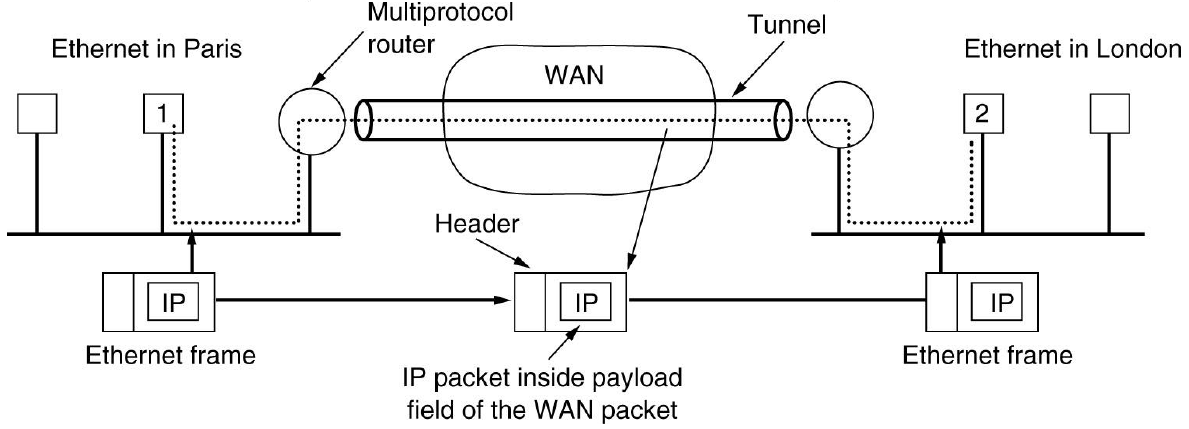 Multiprotocol
router
Tunnel
Ethernet in Paris
Ethernet in London
WAN
1
2
Header
IP
IP
IP
Ethernet frame
Ethernet frame
IP packet inside payload
field of the WAN packet